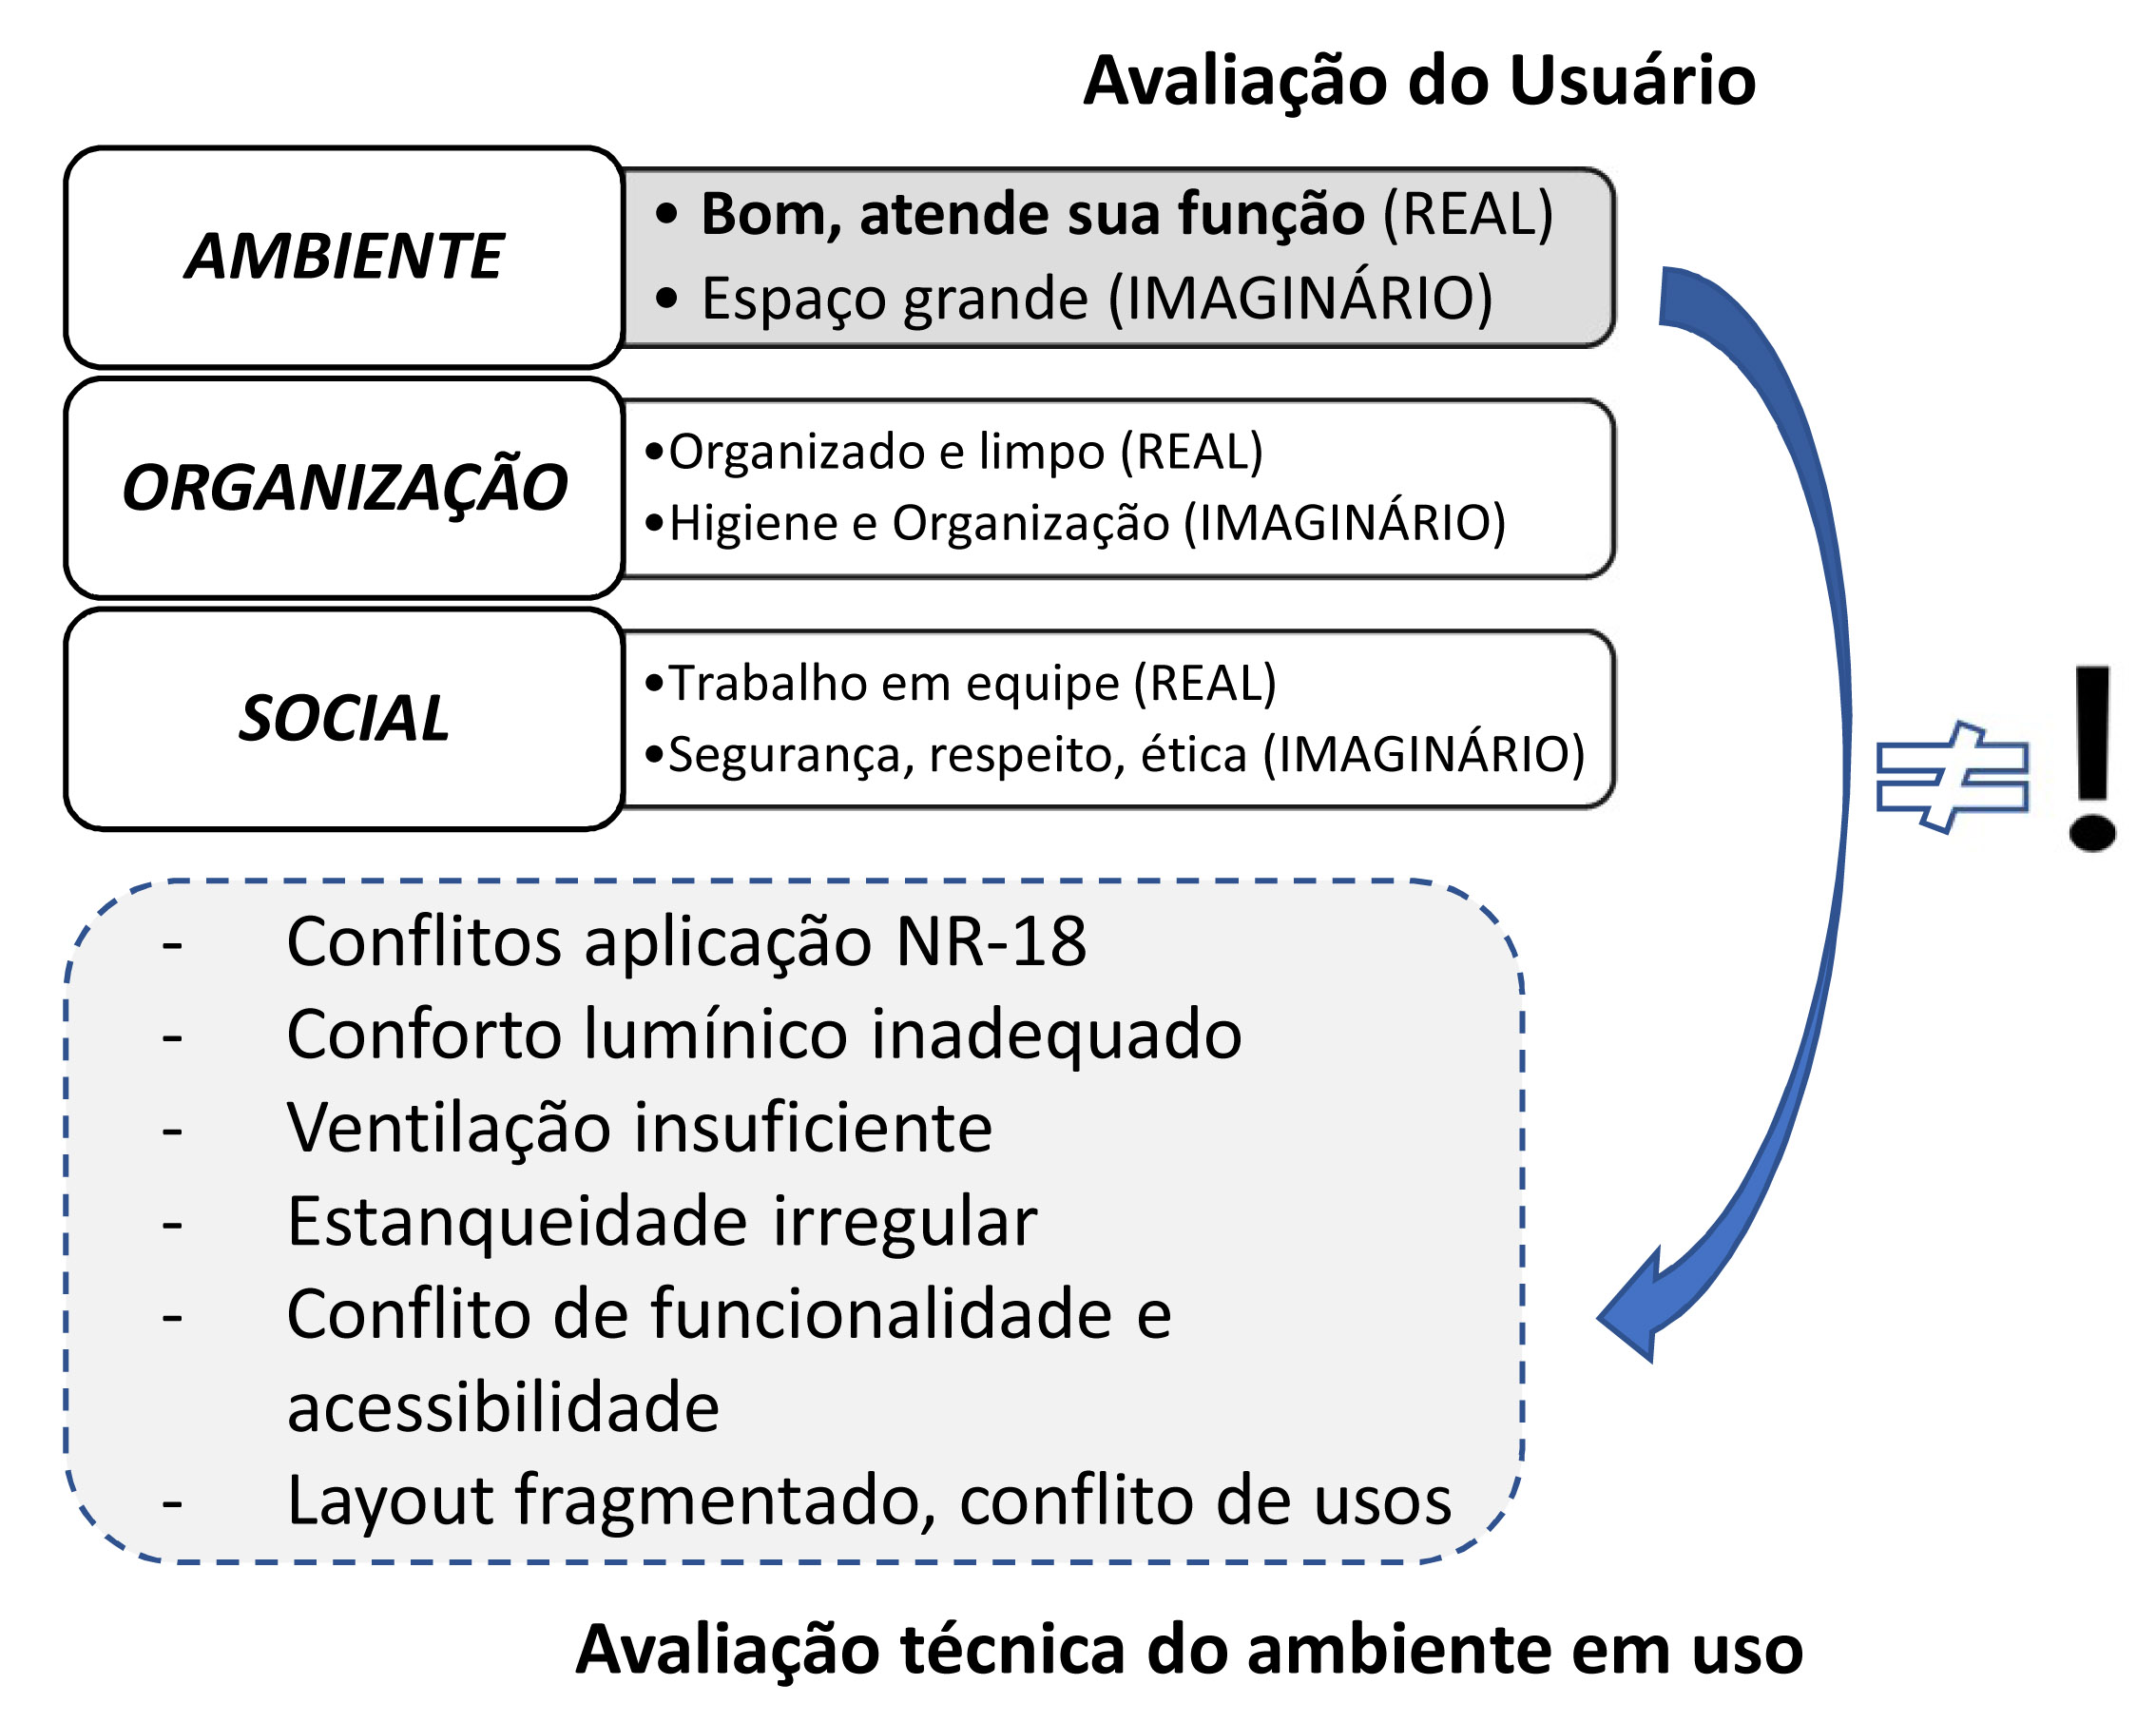 Avaliação do Usuário
AMBIENTE
• Bom, atende sua função (REAL)
• Espaço grande (IMAGINÁRIO)
ORGANIZAÇÃO
•Organizado e limpo (REAL)
•Higiene e Organização (IMAGINÁRIO)
SOCIAL
•Trabalho em equipe (REAL)
•Segurança, respeito, ética (IMAGINÁRIO)
≠ !
- Conflitos aplicação NR-18
- Conforto lumínico inadequado
- Ventilação insuficiente
- Estanqueidade irregular
- Conflito de funcionalidade e
acessibilidade
- Layout fragmentado, conflito de usos
Avaliação técnica do ambiente em uso